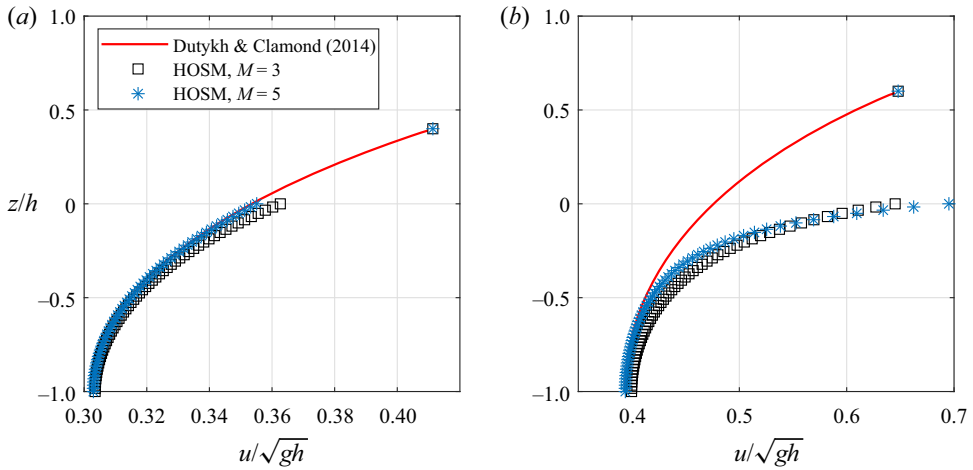 (a)
(b)
1.0
Dutykh & Clamond (2014)
HOSM, M = 3
HOSM, M = 5
0.5
z/h
0
−0.5
−1.0
0.30 0.32 0.34 0.36 0.38 0.40
u/√gh
1.0
0.5
0
−0.5
−1.0
0.4 0.5 0.6 0.7
u/√gh